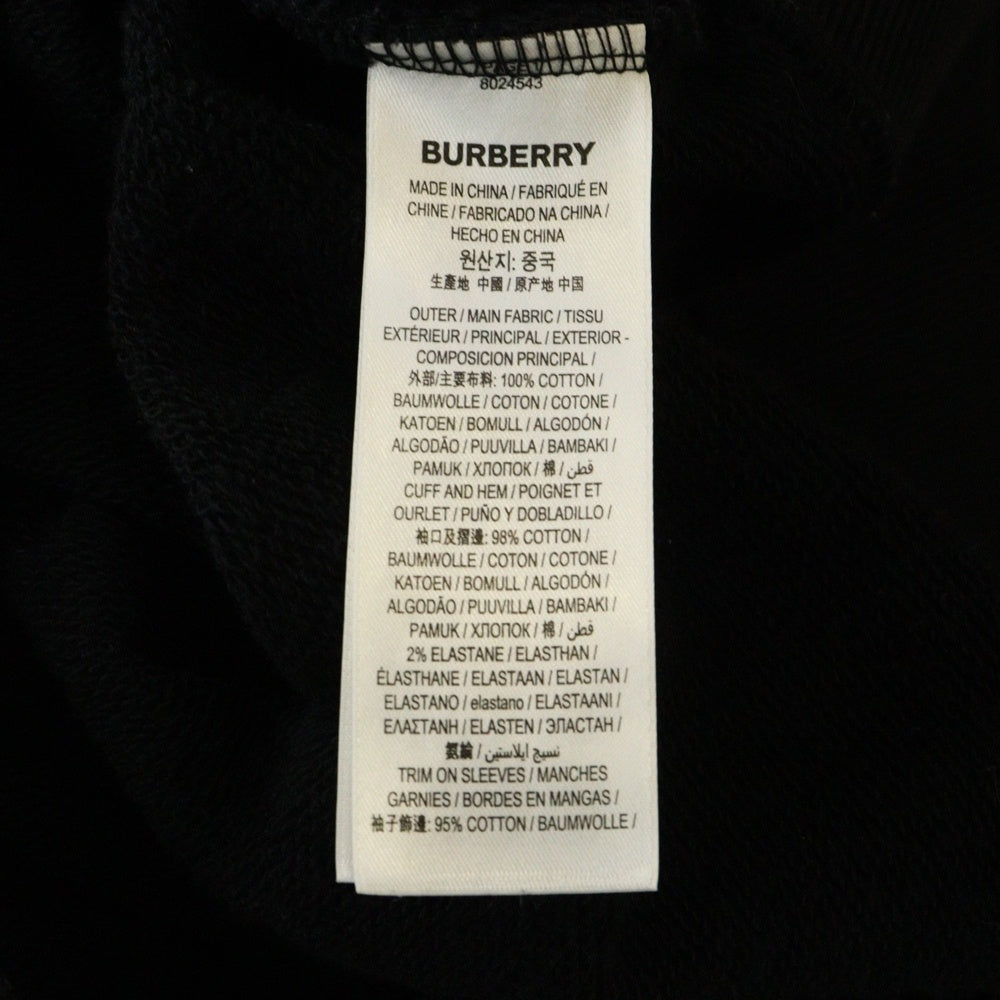 8024543
BURBERRY
MADE IN CHINA / FABRIQUÉ EN
CHINE / FABRICADO NA CHINA /
HECHO EN CHINA
원산지: 중국
生產地 中國 / 原产地 中国
OUTER / MAIN FABRIC / TISSU
EXTÉRIEUR / PRINCIPAL / EXTERIOR -
COMPOSICION PRINCIPAL /
外部/主要布料: 100% COTTON /
BAUMWOLLE / COTON / COTONE /
KATOEN / BOMULL / ALGODÓN /
ALGODÃO / PUUVILLA / BAMBAKI /
PAMUK / ХЛОПОК / 棉 / قطن
CUFF AND HEM / POIGNET ET
OURLET / PUÑO Y DOBLADILLO /
袖口及摺邊: 98% COTTON /
BAUMWOLLE / COTON / COTONE /
KATOEN / BOMULL / ALGODÓN /
ALGODÃO / PUUVILLA / BAMBAKI /
PAMUK / ХЛОПОК / 棉 / قطن
2% ELASTANE / ELASTHAN /
ÉLASTHANE / ELASTAAN / ELASTAN /
ELASTANO / elastano / ELASTAANI /
ΕΛΑΣΤΑΝΗ / ELASTEN / ЭЛАСТАН /
氨綸 / نسيج ايلاستين
TRIM ON SLEEVES / MANCHES
GARNIES / BORDES EN MANGAS /
袖子飾邊: 95% COTTON / BAUMWOLLE /